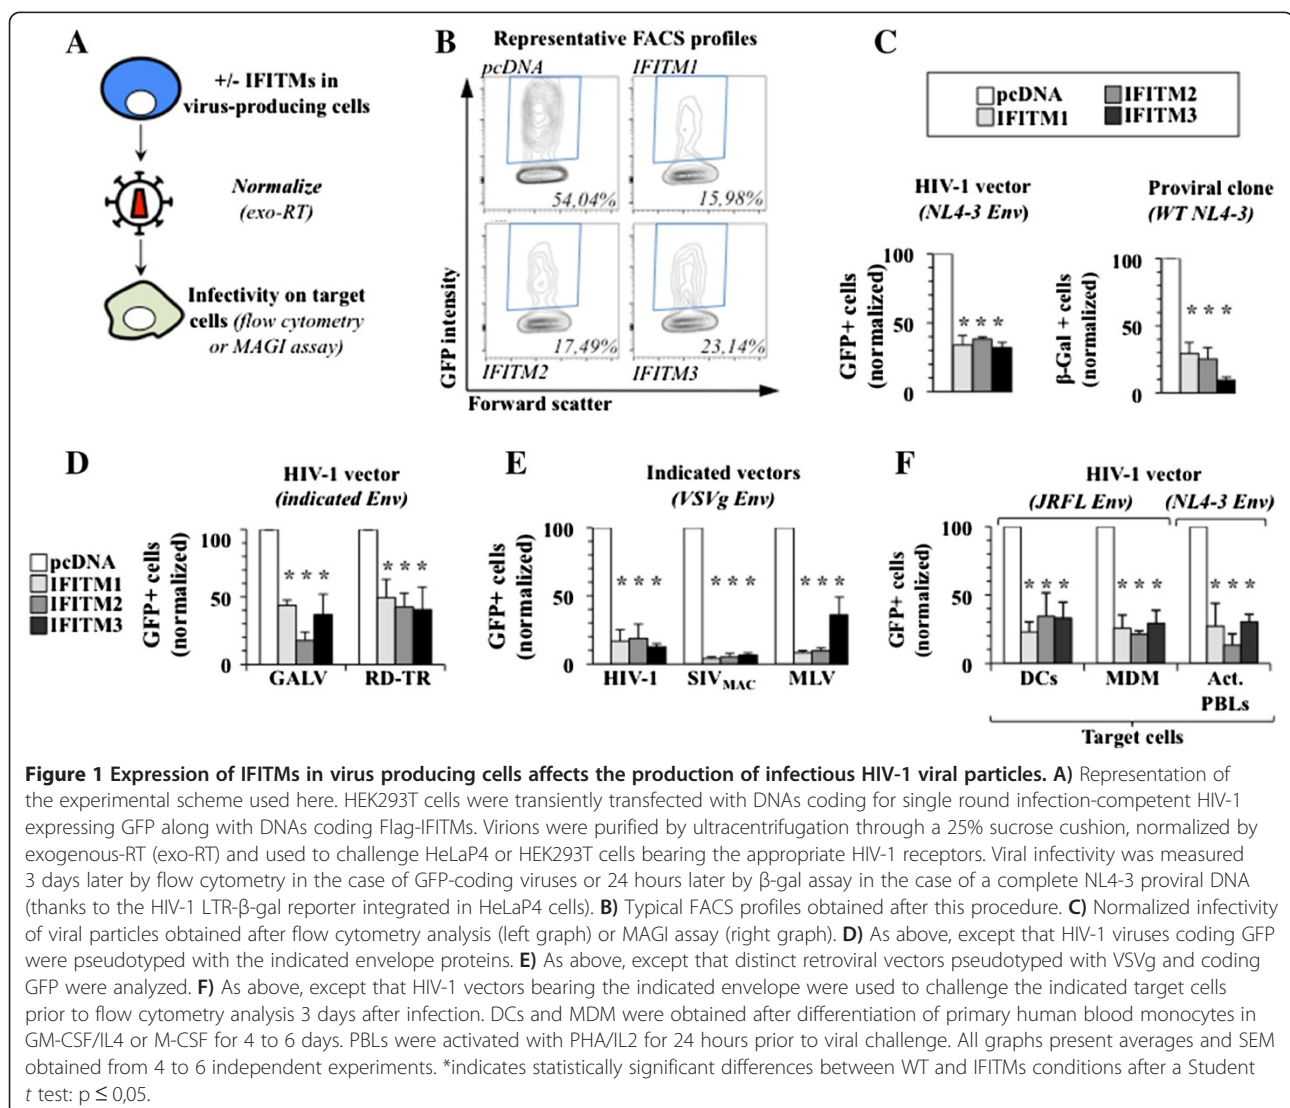 A
+/- IFITMs in
virus-producing cells
Normalize
(exo-RT)
Infectivity on target
cells (flow cytometry
or MAGI assay)
B
Representative FACS profiles
pcDNA
IFITM1
54,04%
15,98%
17,49%
23,14%
IFITM2
IFITM3
GFP intensity
Forward scatter
C
pcDNA
IFITM1
IFITM2
IFITM3
HIV-1 vector
(NL4-3 Env)
GFP+ cells
(normalized)
100
50
0
* * *
Proviral clone
(WT NL4-3)
β-Gal + cells
(normalized)
100
50
0
* * *
D
HIV-1 vector
(indicated Env)
pcDNA
IFITM1
IFITM2
IFITM3
GFP+ cells
(normalized)
100
50
0
* * *
* * *
GALV
RD-TR
E
Indicated vectors
(VSVg Env)
GFP+ cells
(normalized)
100
50
0
* * *
* * *
* * *
HIV-1
SIVMAC
MLV
F
HIV-1 vector
(JRFL Env)
(NL4-3 Env)
GFP+ cells
(normalized)
100
50
0
* * *
* * *
* * *
DCs
MDM
Act.
PBLs
Target cells
Figure 1 Expression of IFITMs in virus producing cells affects the production of infectious HIV-1 viral particles. A) Representation of
the experimental scheme used here. HEK293T cells were transiently transfected with DNAs coding for single round infection-competent HIV-1
expressing GFP along with DNAs coding Flag-IFITMs. Virions were purified by ultracentrifugation through a 25% sucrose cushion, normalized by
exogenous-RT (exo-RT) and used to challenge HeLaP4 or HEK293T cells bearing the appropriate HIV-1 receptors. Viral infectivity was measured
3 days later by flow cytometry in the case of GFP-coding viruses or 24 hours later by β-gal assay in the case of a complete NL4-3 proviral DNA
(thanks to the HIV-1 LTR-β-gal reporter integrated in HeLaP4 cells). B) Typical FACS profiles obtained after this procedure. C) Normalized infectivity
of viral particles obtained after flow cytometry analysis (left graph) or MAGI assay (right graph). D) As above, except that HIV-1 viruses coding GFP
were pseudotyped with the indicated envelope proteins. E) As above, except that distinct retroviral vectors pseudotyped with VSVg and coding
GFP were analyzed. F) As above, except that HIV-1 vectors bearing the indicated envelope were used to challenge the indicated target cells
prior to flow cytometry analysis 3 days after infection. DCs and MDM were obtained after differentiation of primary human blood monocytes in
GM-CSF/IL4 or M-CSF for 4 to 6 days. PBLs were activated with PHA/IL2 for 24 hours prior to viral challenge. All graphs present averages and SEM
obtained from 4 to 6 independent experiments. *indicates statistically significant differences between WT and IFITMs conditions after a Student
t test: p ≤ 0,05.